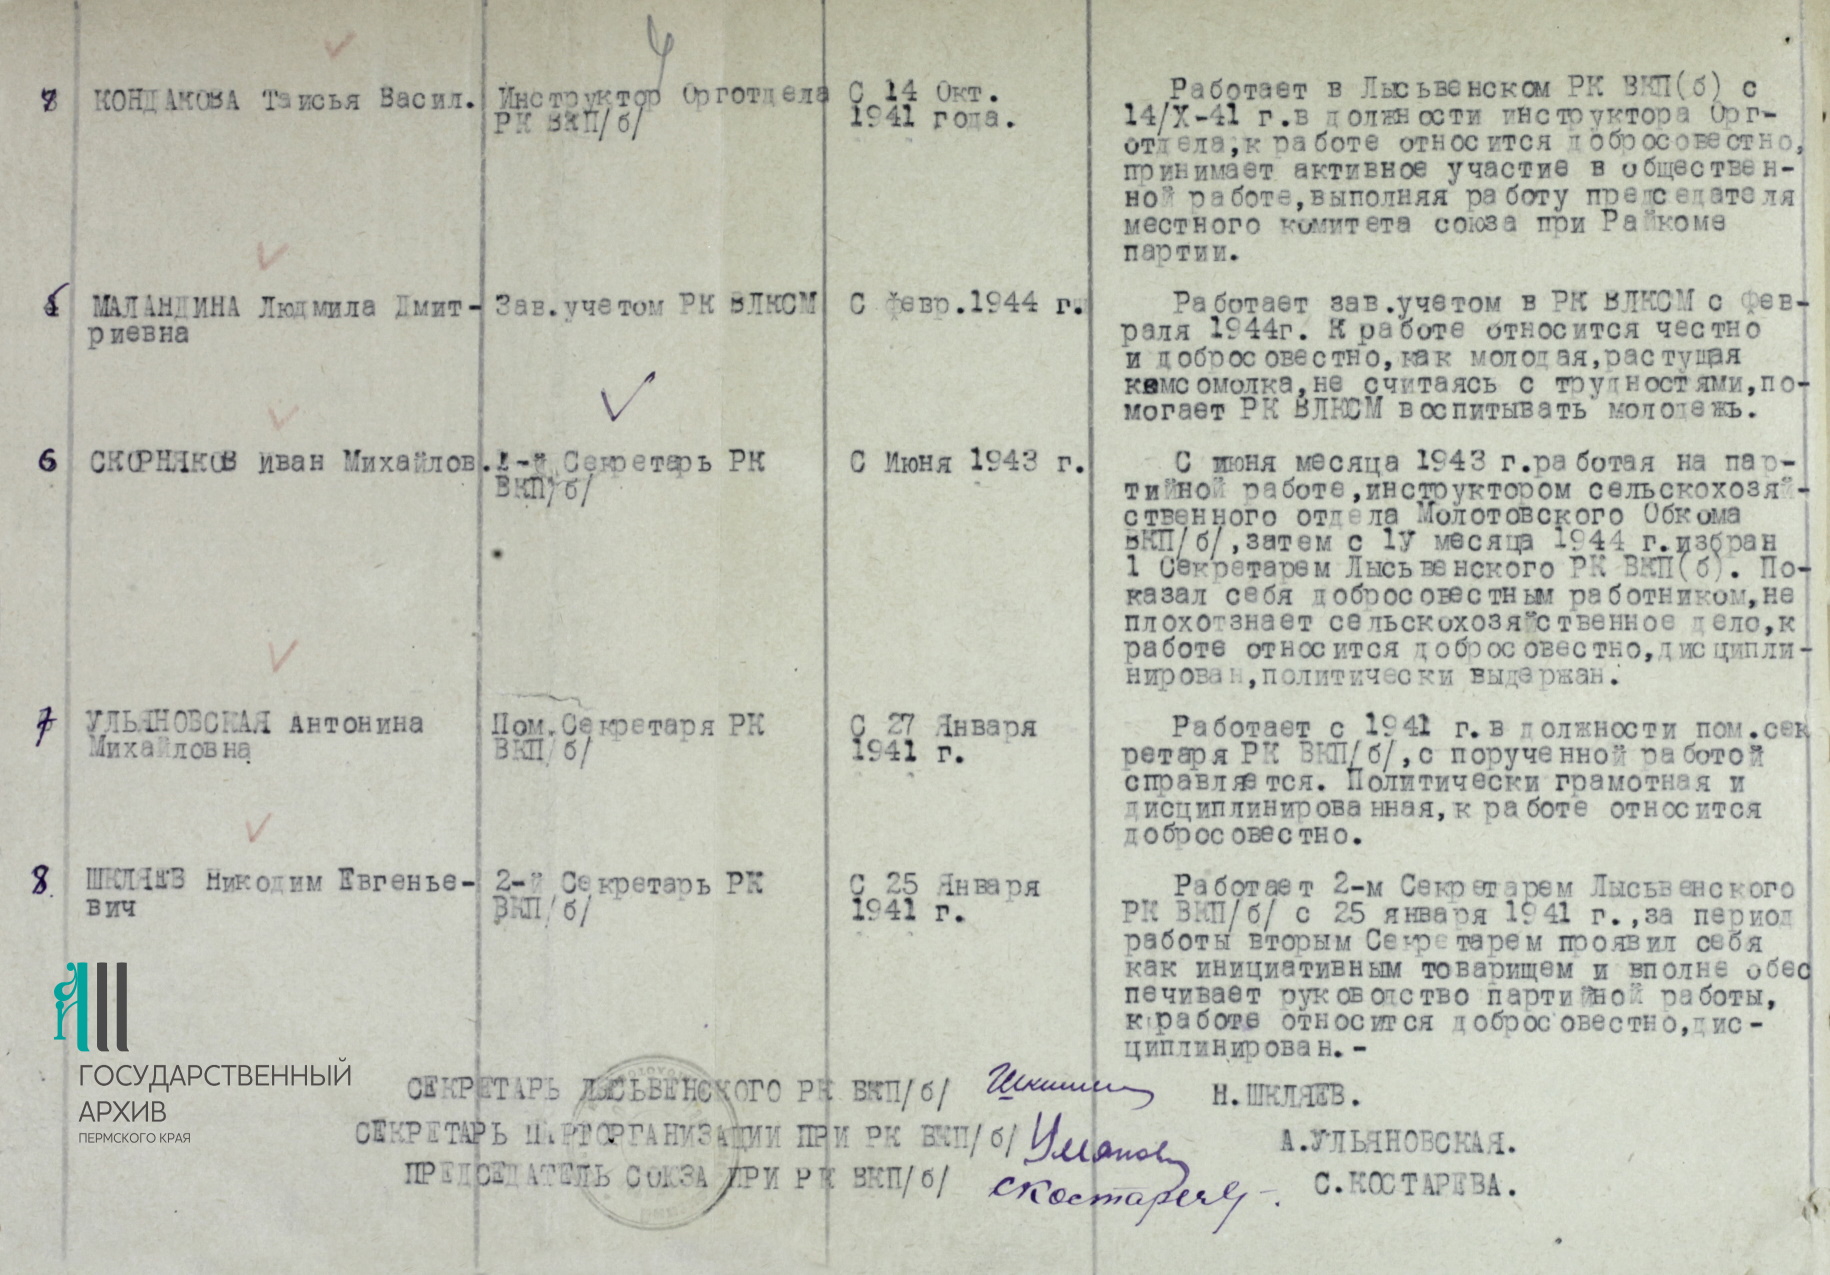 КОНДАКОВА Таисья Васил.
Инструктор Орготдела
РК ВКП/б/
С 14 Окт.
1941 года.
Работает в Лысьвенском РК ВКП(б) с
14/X-41 г.в должности инструктора Орг-
отдела,к работе относится добросовестно,
принимает активное участие в обществен-
ной работе,выполняя работу председателя
местного комитета союза при Райкоме
партии.
МАЛАНДИНА Людмила Дмит-
риевна
Зав.учетом РК ВЛКСМ
С февр.1944 г.
Работает зав.учетом в РК ВЛКСМ с фев-
раля 1944г. К работе относится честно
и добросовестно,как молодая,растущая
комсомолка,не считаясь с трудностями,по-
могает РК ВЛКСМ воспитывать молодежь.
6
СКОРНЯКОВ Иван Михайлов.
1-й Секретарь РК
ВКП/б/
С Июня 1943 г.
С июня месяца 1943 г.работая на пар-
тийной работе,инструктором сельскохозяй-
ственного отдела Молотовского Обкома
ВКП/б/,затем с 1У месяца 1944 г.избран
1 Секретарем Лысьвенского РК ВКП(б). По-
казал себя добросовестным работником,не
плохотзнает сельскохозяйственное дело,к
работе относится добросовестно,дисципли-
нирован,политически выдержан.
7
УЛЬЯНОВСКАЯ Антонина
Михайловна
Пом.Секретаря РК
ВКП/б/
С 27 Января
1941 г.
Работает с 1941 г.в должности пом.сек
ретаря РК ВКП/б/,с порученной работой
справляется. Политически грамотная и
дисциплинированная,к работе относится
добросовестно.
8.
ШКЛЯЕВ Никодим Евгенье-
вич
2-й Секретарь РК
ВКП/б/
С 25 Января
1941 г.
Работает 2-м Секретарем Лысьвенского
РК ВКП/б/ с 25 января 1941 г.,за период
работы вторым Секретарем проявил себя
как инициативным товарищем и вполне обес
печивает руководство партийной работы,
к работе относится добросовестно,дис-
циплинирован.-
ГОСУДАРСТВЕННЫЙ
АРХИВ
ПЕРМСКОГО КРАЯ
СЕКРЕТАРЬ ЛЫСЬВЕНСКОГО РК ВКП/б/ Н.ШКЛЯЕВ.
СЕКРЕТАРЬ ПАРТОРГАНИЗАЦИИ ПРИ РК ВКП/б/ А.УЛЬЯНОВСКАЯ.
ПРЕДСЕДАТЕЛЬ СОЮЗА ПРИ РК ВКП/б/ СКостарева. С.КОСТАРЕВА.